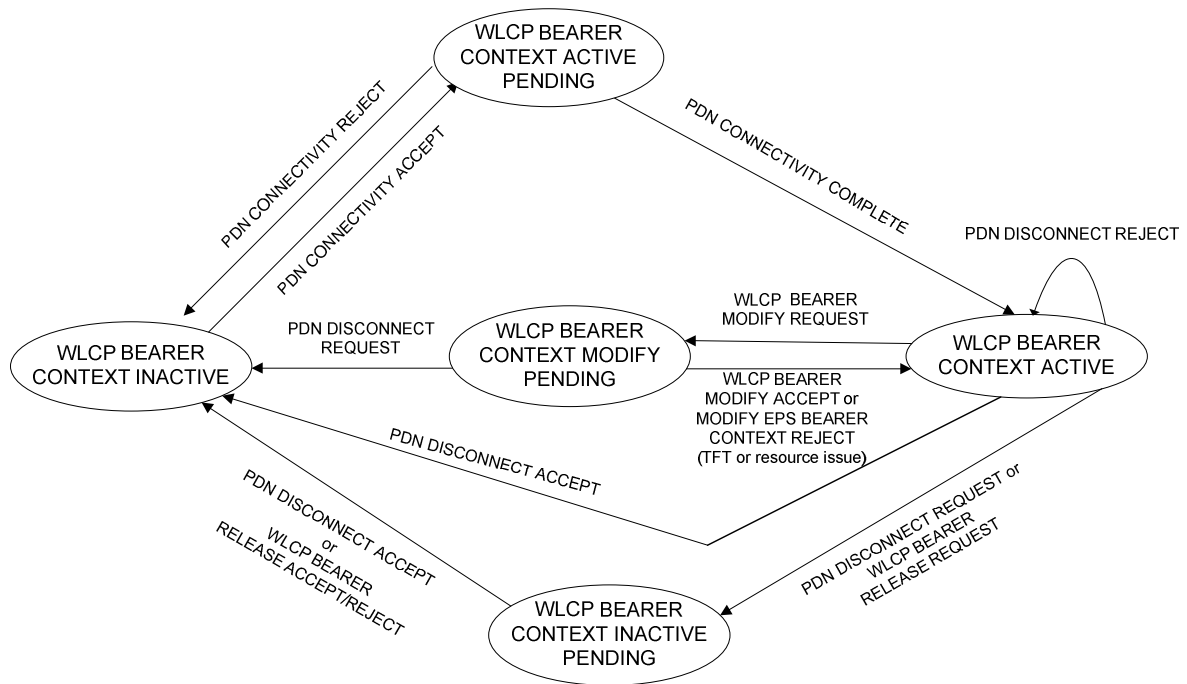 WLCP BEARER
CONTEXT ACTIVE
PENDING
PDN CONNECTIVITY REJECT
PDN CONNECTIVITY ACCEPT
PDN CONNECTIVITY COMPLETE
PDN DISCONNECT REJECT
WLCP BEARER
CONTEXT INACTIVE
PDN DISCONNECT
REQUEST
WLCP BEARER
CONTEXT MODIFY
PENDING
WLCP BEARER
MODIFY REQUEST
WLCP BEARER
MODIFY ACCEPT or
MODIFY EPS BEARER
CONTEXT REJECT
(TFT or resource issue)
WLCP BEARER
CONTEXT ACTIVE
PDN DISCONNECT ACCEPT
PDN DISCONNECT ACCEPT
or
WLCP BEARER
RELEASE ACCEPT/REJECT
PDN DISCONNECT REQUEST or
WLCP BEARER
RELEASE REQUEST
WLCP BEARER
CONTEXT INACTIVE
PENDING